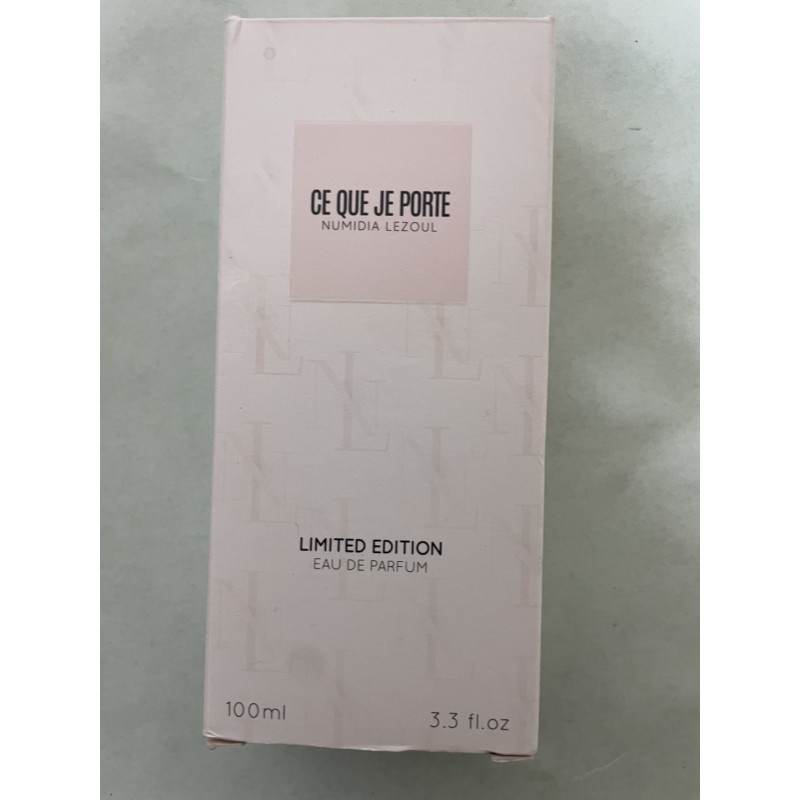 CE QUE JE PORTE
NUMIDIA LEZOUL
LIMITED EDITION
EAU DE PARFUM
100ml
3.3 fl.oz